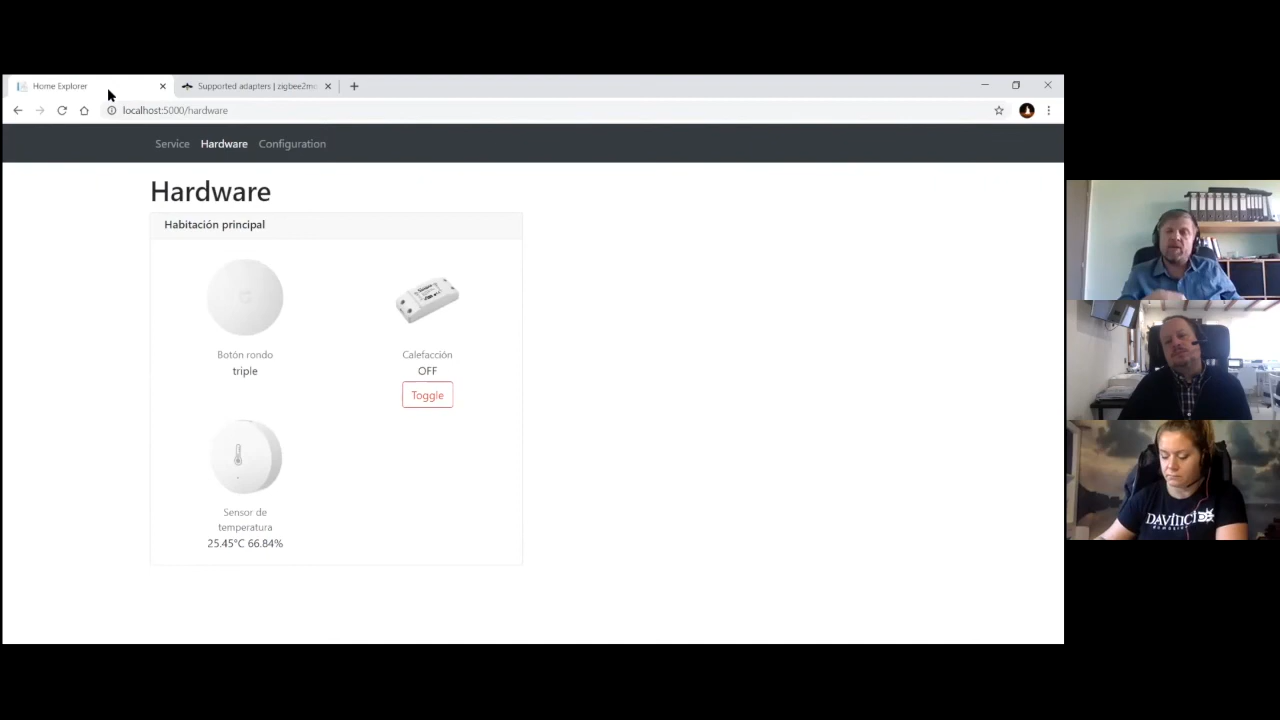 Home Explorer
Supported adapters | zigbee2mo
localhost:5000/hardware
Service Hardware Configuration
Hardware
Habitación principal
Botón rondo
triple
Calefacción
OFF
Toggle
Sensor de
temperatura
25.45°C 66.84%
DAVINCI